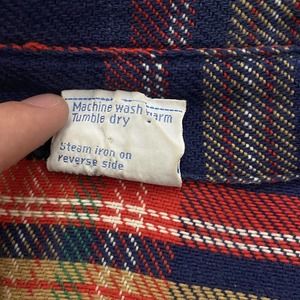 Machine wash warm
Tumble dry
Steam iron on
reverse side